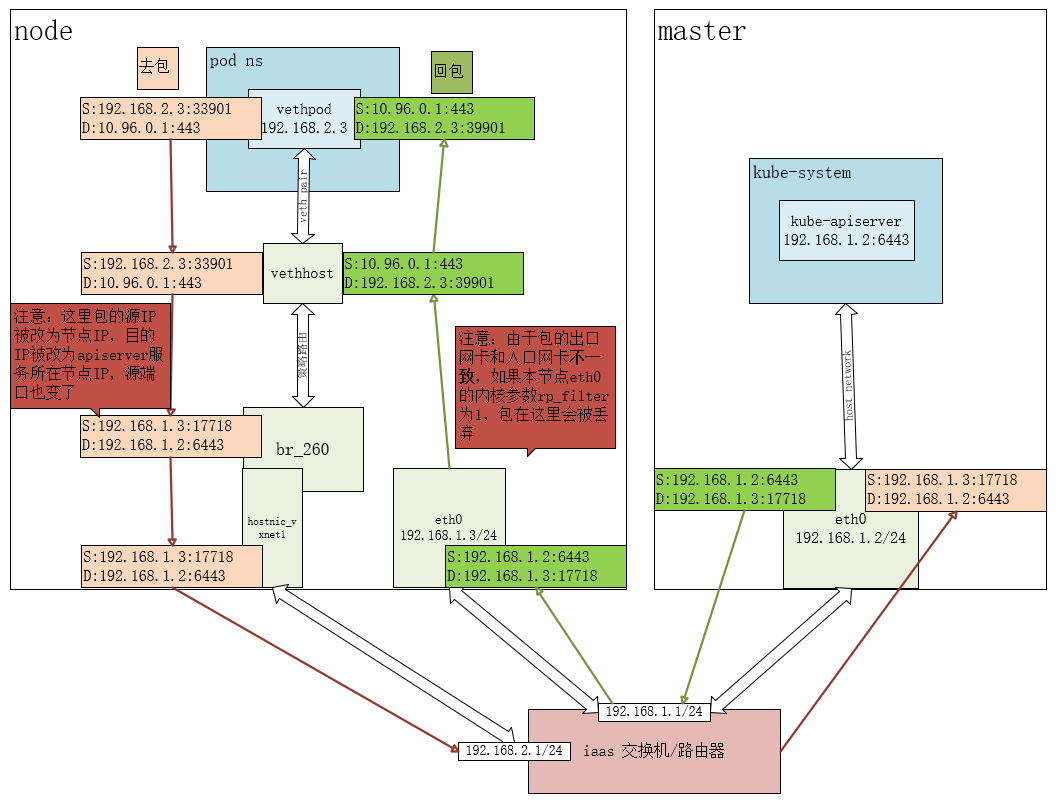 node
去包
pod ns
回包
S:192.168.2.3:33901
D:10.96.0.1:443
vethpod
192.168.2.3
S:10.96.0.1:443
D:192.168.2.3:39901
veth pair
S:192.168.2.3:33901
D:10.96.0.1:443
vethhost
S:10.96.0.1:443
D:192.168.2.3:39901
注意：这里包的源IP
被改为节点IP，目的
IP被改为apiserver服
务所在节点IP，源端
口也变了
策略路由
注意：由于包的出口
网卡和入口网卡不一
致，如果本节点eth0
的内核参数rp_filter
为1，包在这里会被丢
弃
S:192.168.1.3:17718
D:192.168.1.2:6443
br_260
hostnic_v
xnet1
eth0
192.168.1.3/24
S:192.168.1.3:17718
D:192.168.1.2:6443
S:192.168.1.2:6443
D:192.168.1.3:17718
master
kube-system
kube-apiserver
192.168.1.2:6443
host network
S:192.168.1.2:6443
D:192.168.1.3:17718
S:192.168.1.3:17718
D:192.168.1.2:6443
eth0
192.168.1.2/24
192.168.1.1/24
192.168.2.1/24
iaas 交换机/路由器